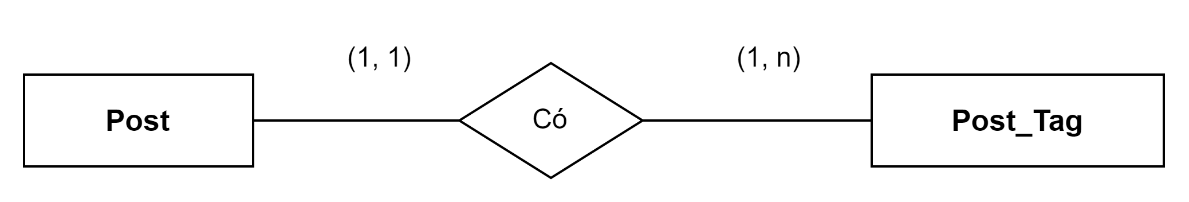 (1, 1)
(1, n)
Post
Có
Post_Tag